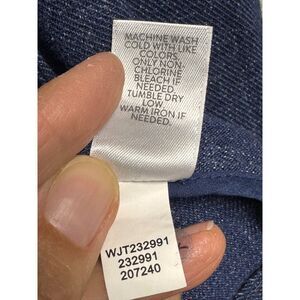 MACHINE WASH
COLD WITH LIKE
COLORS.
ONLY NON-
CHLORINE
BLEACH IF
NEEDED.
TUMBLE DRY
LOW.
WARM IRON IF
NEEDED.
WJT232991
232991
207240